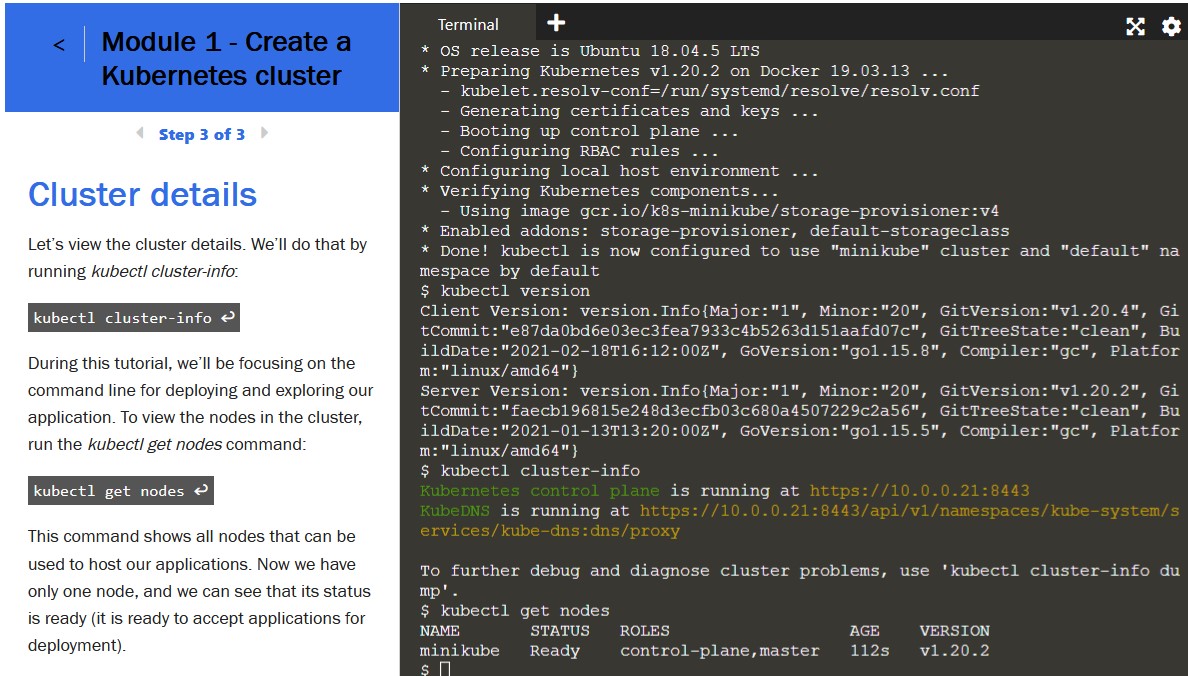 < Module 1 - Create a
Kubernetes cluster
Step 3 of 3
Cluster details
Let's view the cluster details. We'll do that by
running kubectl cluster-info:
kubectl cluster-info ↩
During this tutorial, we'll be focusing on the
command line for deploying and exploring our
application. To view the nodes in the cluster,
run the kubectl get nodes command:
kubectl get nodes ↩
This command shows all nodes that can be
used to host our applications. Now we have
only one node, and we can see that its status
is ready (it is ready to accept applications for
deployment).
Terminal +
* OS release is Ubuntu 18.04.5 LTS
* Preparing Kubernetes v1.20.2 on Docker 19.03.13 ...
- kubelet.resolv-conf=/run/systemd/resolve/resolv.conf
- Generating certificates and keys ...
- Booting up control plane ...
- Configuring RBAC rules ...
* Configuring local host environment ...
* Verifying Kubernetes components...
- Using image gcr.io/k8s-minikube/storage-provisioner:v4
* Enabled addons: storage-provisioner, default-storageclass
* Done! kubectl is now configured to use "minikube" cluster and "default" na
mespace by default
$ kubectl version
Client Version: version.Info{Major:"1", Minor:"20", GitVersion:"v1.20.4", Gi
tCommit:"e87da0bd6e03ec3fea7933c4b5263d151aafd07c", GitTreeState:"clean", Bu
ildDate:"2021-02-18T16:12:00Z", GoVersion:"go1.15.8", Compiler:"gc", Platfor
m:"linux/amd64"}
Server Version: version.Info{Major:"1", Minor:"20", GitVersion:"v1.20.2", Gi
tCommit:"faecb196815e248d3ecfb03c680a4507229c2a56", GitTreeState:"clean", Bu
ildDate:"2021-01-13T13:20:00Z", GoVersion:"go1.15.5", Compiler:"gc", Platfor
m:"linux/amd64"}
$ kubectl cluster-info
Kubernetes control plane is running at https://10.0.0.21:8443
KubeDNS is running at https://10.0.0.21:8443/api/v1/namespaces/kube-system/s
ervices/kube-dns:dns/proxy
To further debug and diagnose cluster problems, use 'kubectl cluster-info du
mp'.
$ kubectl get nodes
NAME STATUS ROLES AGE VERSION
minikube Ready control-plane,master 112s v1.20.2
$